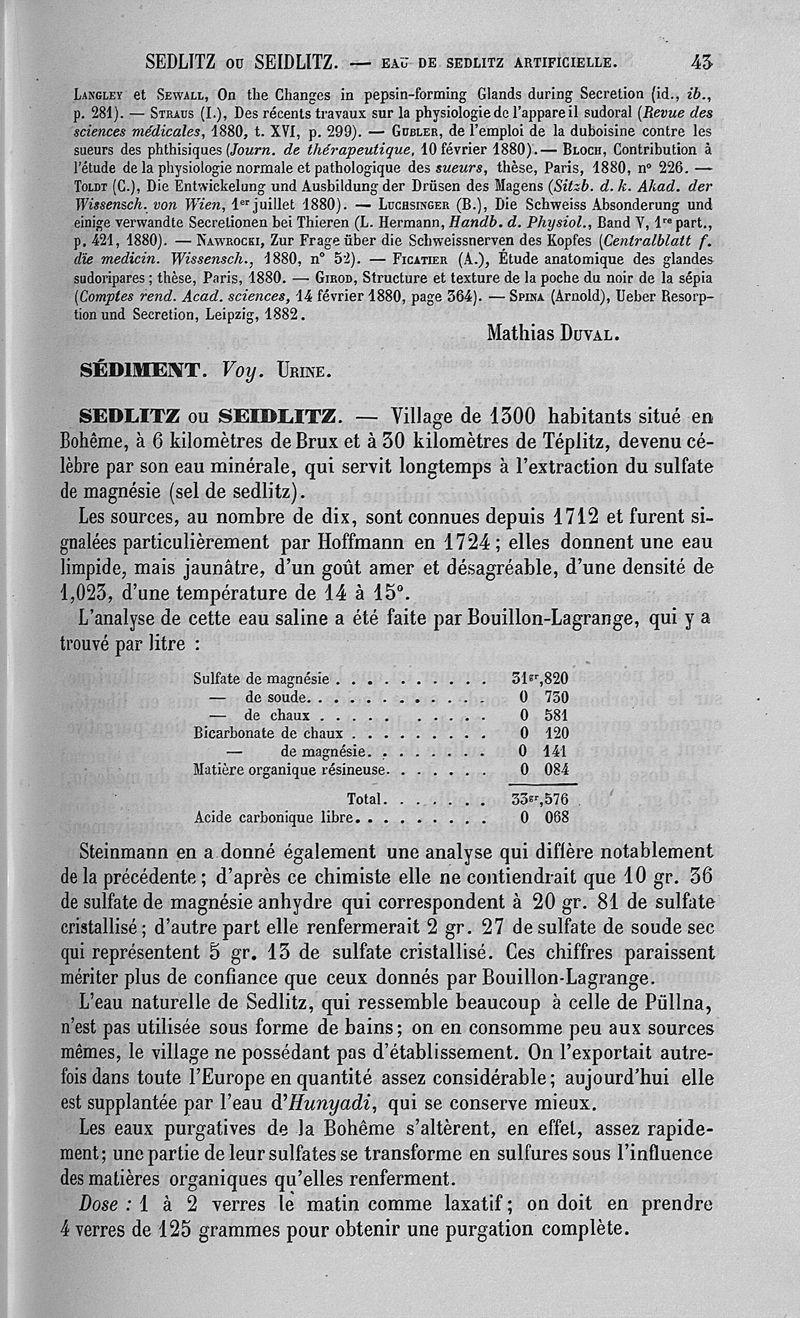 SEDLITZ ou SEIDLITZ. — EAU DE SEDLITZ ARTIFICIELLE. 43
Langley et Sewall, On the Changes in pepsin-forming Glands during Secretion (id., ib.,
p. 281). — Straus (I.), Des récents travaux sur la physiologie de l'appareil sudoral (Revue des
sciences médicales, 1880, t. XVI, p. 299). — Gubler, de l'emploi de la duboisine contre les
sueurs des phthisiques (Journ. de thérapeutique, 10 février 1880). — Bloch, Contribution à
l'étude de la physiologie normale et pathologique des sueurs, thèse, Paris, 1880, n° 226. —
Toldt (C.), Die Entwickelung und Ausbildung der Drüsen des Magens (Sitzb. d. k. Akad. der
Wissensch. von Wien, 1er juillet 1880). — Luchsinger (B.), Die Schweiss Absonderung und
einige verwandte Secretionen bei Thieren (L. Hermann, Handb. d. Physiol., Band V, 1re part.,
p. 421, 1880). — Nawrocki, Zur Frage über die Schweissnerven des Kopfes (Centralblatt f.
die medicin. Wissensch., 1880, n° 52). — Ficatier (A.), Étude anatomique des glandes
sudoripares ; thèse, Paris, 1880. — Girod, Structure et texture de la poche du noir de la sépia
(Comptes rend. Acad. sciences, 14 février 1880, page 364). — Spina (Arnold), Ueber Resorp-
tion und Secretion, Leipzig, 1882.
Mathias Duval.
SÉDIMENT. Voy. Urine.
SEDLITZ ou SEIDLITZ. — Village de 1300 habitants situé en
Bohême, à 6 kilomètres de Brux et à 30 kilomètres de Téplitz, devenu cé-
lèbre par son eau minérale, qui servit longtemps à l'extraction du sulfate
de magnésie (sel de sedlitz).
Les sources, au nombre de dix, sont connues depuis 1712 et furent si-
gnalées particulièrement par Hoffmann en 1724 ; elles donnent une eau
limpide, mais jaunâtre, d'un goût amer et désagréable, d'une densité de
1,023, d'une température de 14 à 15°.
L'analyse de cette eau saline a été faite par Bouillon-Lagrange, qui y a
trouvé par litre :
Sulfate de magnésie . . . . . . . . . . 31gr,820
— de soude. . . . . . . . . . . . 0 730
— de chaux . . . . . . . . . . 0 581
Bicarbonate de chaux . . . . . . . . . 0 120
— de magnésie. . . . . . . . 0 141
Matière organique résineuse. . . . . . . 0 084
Total. . . . . . . 33gr,576
Acide carbonique libre. . . . . . . . . 0 068
Steinmann en a donné également une analyse qui diffère notablement
de la précédente ; d'après ce chimiste elle ne contiendrait que 10 gr. 36
de sulfate de magnésie anhydre qui correspondent à 20 gr. 81 de sulfate
cristallisé ; d'autre part elle renfermerait 2 gr. 27 de sulfate de soude sec
qui représentent 5 gr. 13 de sulfate cristallisé. Ces chiffres paraissent
mériter plus de confiance que ceux donnés par Bouillon-Lagrange.
L'eau naturelle de Sedlitz, qui ressemble beaucoup à celle de Püllna,
n'est pas utilisée sous forme de bains ; on en consomme peu aux sources
mêmes, le village ne possédant pas d'établissement. On l'exportait autre-
fois dans toute l'Europe en quantité assez considérable ; aujourd'hui elle
est supplantée par l'eau d'Hunyadi, qui se conserve mieux.
Les eaux purgatives de la Bohême s'altèrent, en effet, assez rapide-
ment ; une partie de leur sulfates se transforme en sulfures sous l'influence
des matières organiques qu'elles renferment.
Dose : 1 à 2 verres le matin comme laxatif ; on doit en prendre
4 verres de 125 grammes pour obtenir une purgation complète.